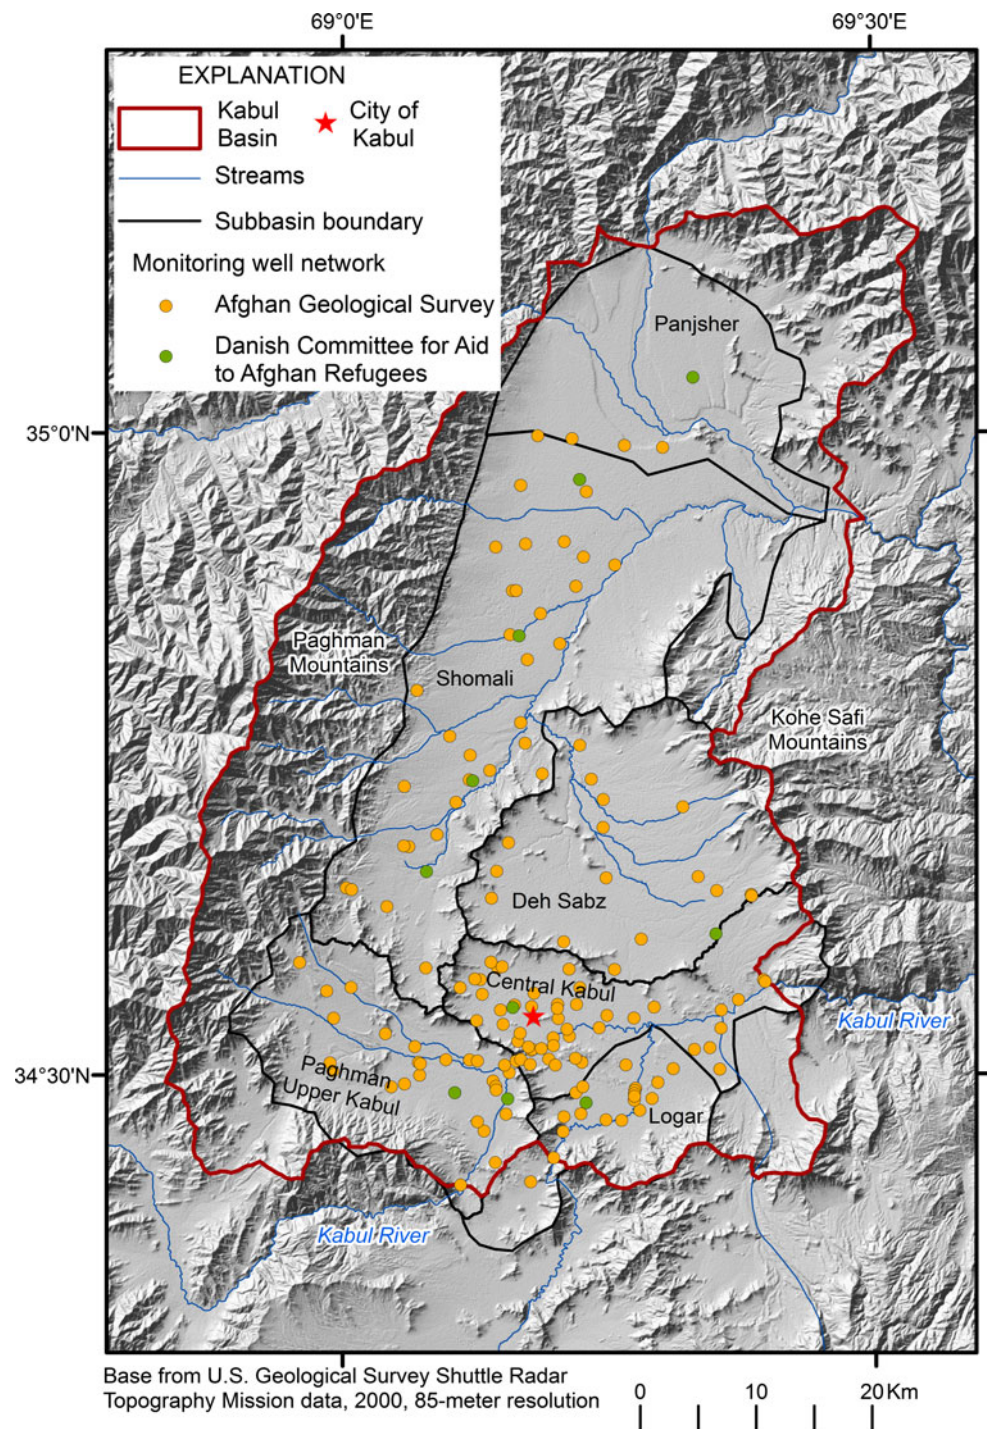 69°0'E
69°30'E
EXPLANATION
Kabul
Basin
City of
Kabul
Streams
Subbasin boundary
Monitoring well network
Afghan Geological Survey
Danish Committee for Aid
to Afghan Refugees
Panjsher
35°0'N
Paghman
Mountains
Shomali
Kohe Safi
Mountains
Deh Sabz
Central Kabul
Kabul River
34°30'N
Paghman
Upper Kabul
Logar
Kabul River
Base from U.S. Geological Survey Shuttle Radar
Topography Mission data, 2000, 85-meter resolution
0 10 20 Km